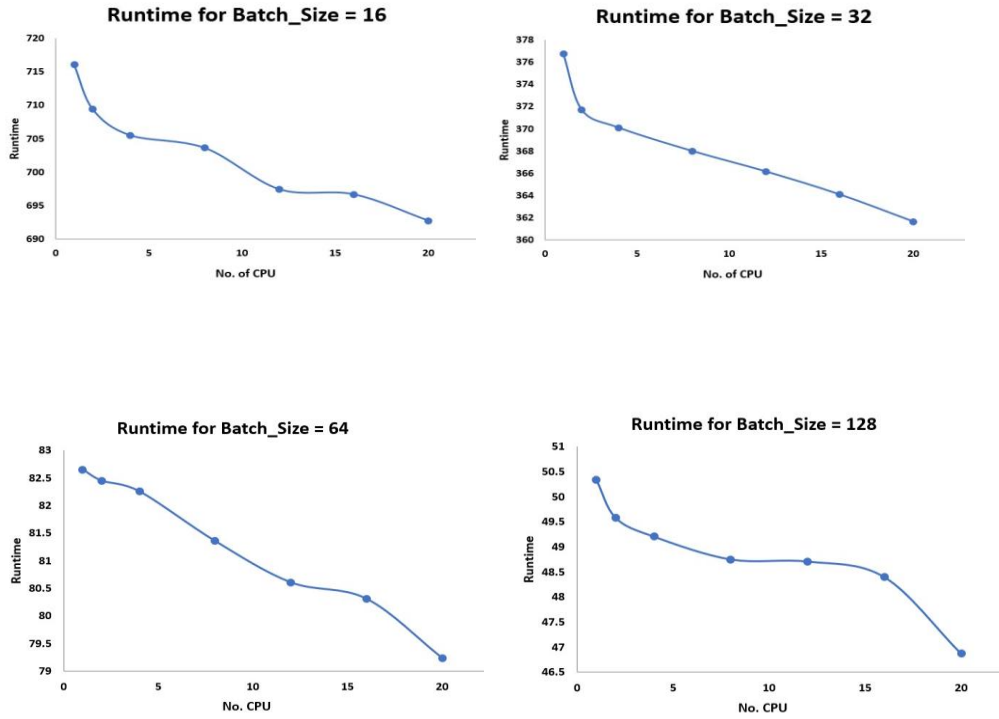 Runtime for Batch_Size = 16
720
715
710
705
700
695
690
Runtime
0 5 10 15 20
No. of CPU
Runtime for Batch_Size = 32
378
376
374
372
370
368
366
364
362
360
Runtime
0 5 10 15 20
No. of CPU
Runtime for Batch_Size = 64
83
82.5
82
81.5
81
80.5
80
79.5
79
Runtime
0 5 10 15 20
No. CPU
Runtime for Batch_Size = 128
51
50.5
50
49.5
49
48.5
48
47.5
47
46.5
Runtime
0 5 10 15 20
No. CPU